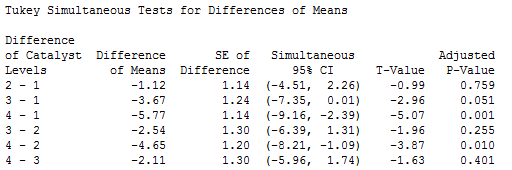 Tukey Simultaneous Tests for Differences of Means
Difference
of Catalyst Difference SE of Simultaneous Adjusted
Levels of Means Difference 95% CI T-Value P-Value
2 - 1 -1.12 1.14 (-4.51, 2.26) -0.99 0.759
3 - 1 -3.67 1.24 (-7.35, 0.01) -2.96 0.051
4 - 1 -5.77 1.14 (-9.16, -2.39) -5.07 0.001
3 - 2 -2.54 1.30 (-6.39, 1.31) -1.96 0.255
4 - 2 -4.65 1.20 (-8.21, -1.09) -3.87 0.010
4 - 3 -2.11 1.30 (-5.96, 1.74) -1.63 0.401